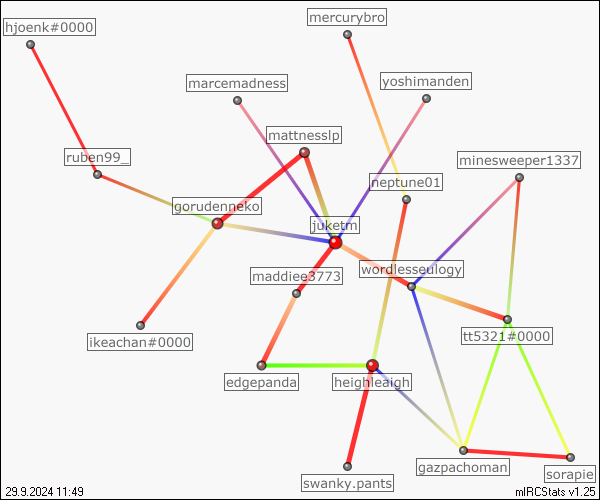 mercurybro
hjoenk#0000
marcemadness
yoshimanden
mattnesslp
ruben99_
minesweeper1337
neptune01
gorudenneko
juketm
wordlesseulogy
maddiee3773
ikeachan#0000
tt5321#0000
edgepanda
heighleaigh
gazpachoman
sorapie
swanky.pants
29.9.2024 11:49
mIRCStats v1.25